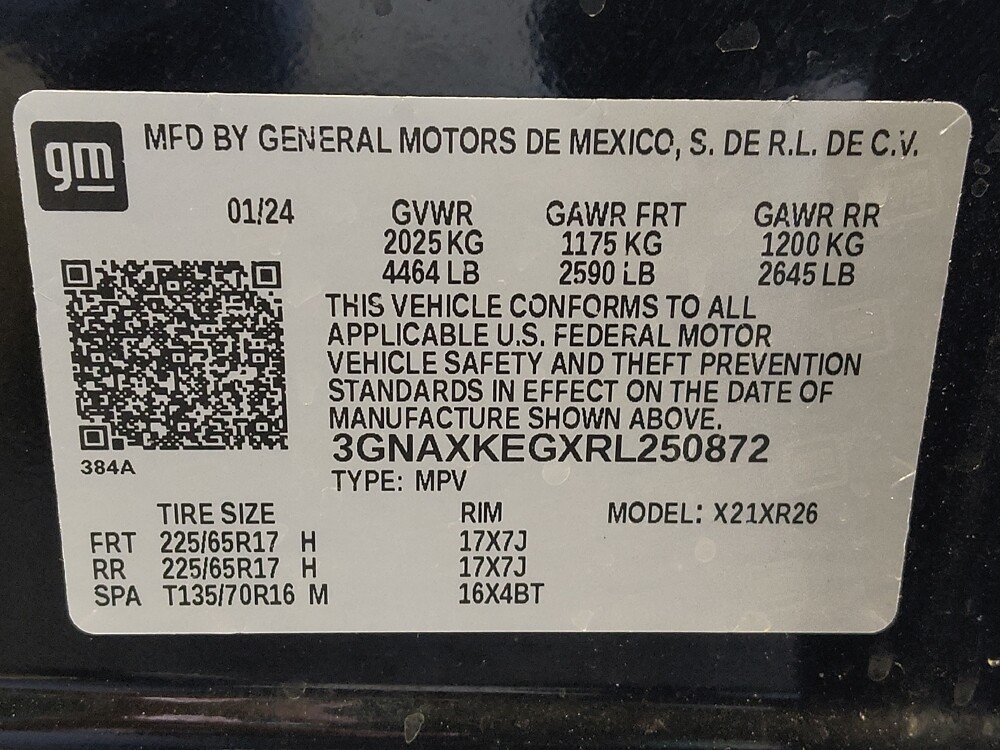 gm
MFD BY GENERAL MOTORS DE MEXICO, S. DE R.L. DE C.V.
01/24 GVWR GAWR FRT GAWR RR
2025 KG 1175 KG 1200 KG
4464 LB 2590 LB 2645 LB
THIS VEHICLE CONFORMS TO ALL
APPLICABLE U.S. FEDERAL MOTOR
VEHICLE SAFETY AND THEFT PREVENTION
STANDARDS IN EFFECT ON THE DATE OF
MANUFACTURE SHOWN ABOVE.
3GNAXKEGXRL250872
384A
TYPE: MPV
TIRE SIZE RIM MODEL: X21XR26
FRT 225/65R17 H 17X7J
RR 225/65R17 H 17X7J
SPA T135/70R16 M 16X4BT